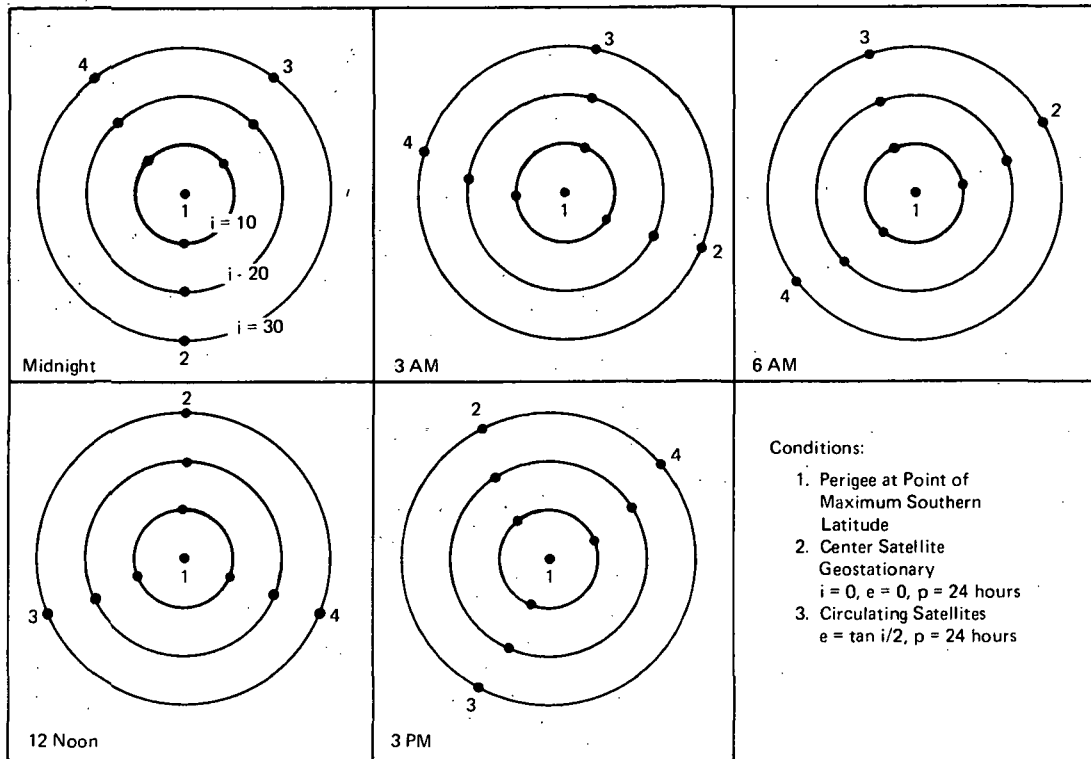 4
3
1
i = 10
i - 20
i = 30
2
Midnight
3
4
1
2
3 AM
3
2
1
4
6 AM
2
1
3
4
12 Noon
2
4
1
3
3 PM
Conditions:
1. Perigee at Point of
Maximum Southern
Latitude
2. Center Satellite
Geostationary
i = 0, e = 0, p = 24 hours
3. Circulating Satellites
e = tan i/2, p = 24 hours